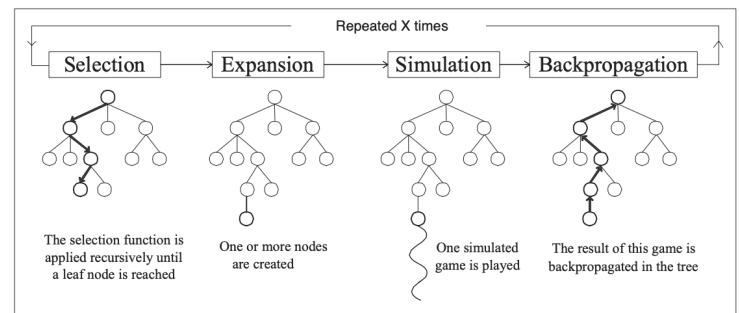 Repeated X times
Selection
Expansion
Simulation
Backpropagation
The selection function is
applied recursively until
a leaf node is reached
One or more nodes
are created
One simulated
game is played
The result of this game is
backpropagated in the tree